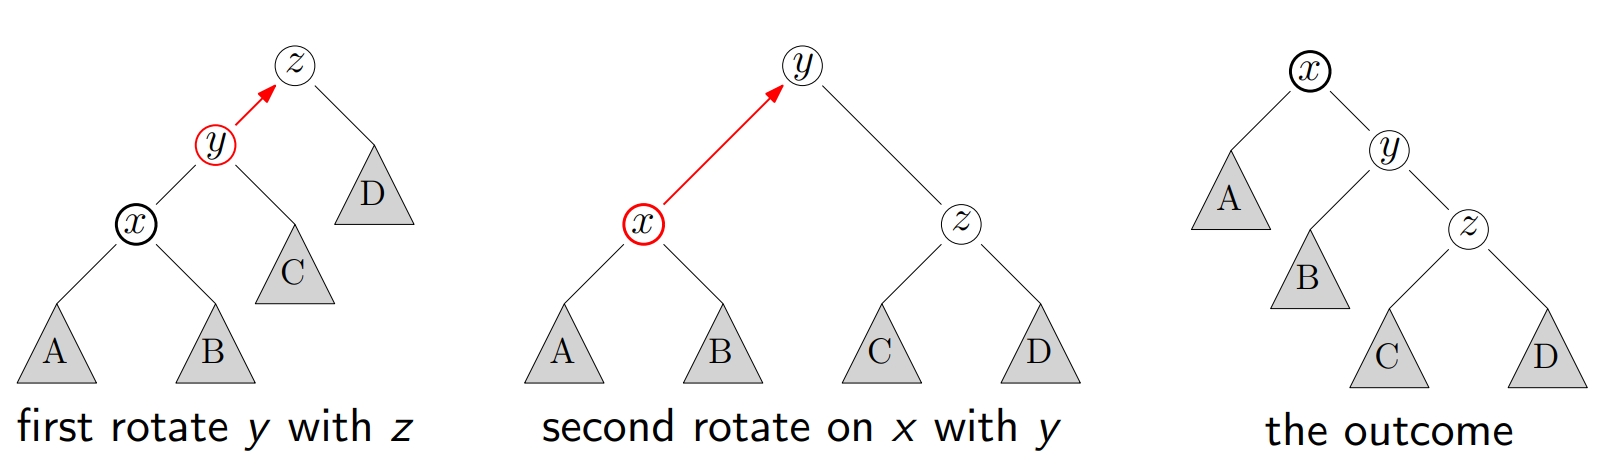 z
y
D
x
C
A
B
first rotate y with z
y
x
z
A
B
C
D
second rotate on x with y
x
y
A
z
B
C
D
the outcome